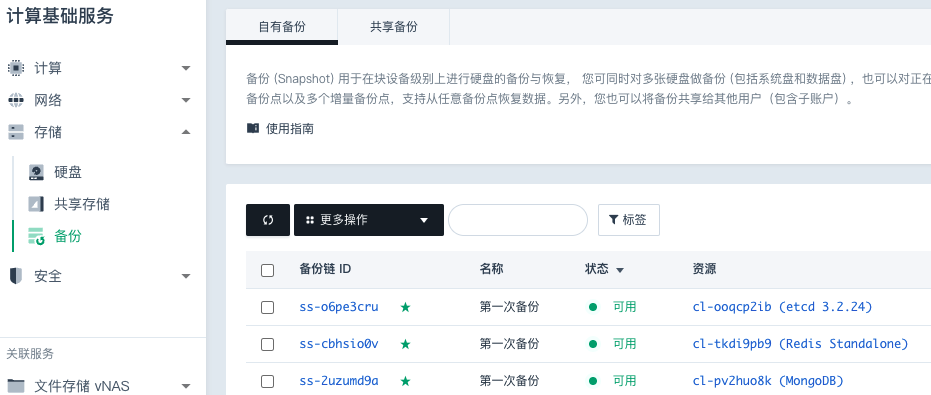 计算基础服务
计算
网络
存储
硬盘
共享存储
备份
安全
关联服务
文件存储 vNAS
自有备份 共享备份
备份 (Snapshot) 用于在块设备级别上进行硬盘的备份与恢复， 您可同时对多张硬盘做备份 (包括系统盘和数据盘) ，也可以对正在
备份点以及多个增量备份点，支持从任意备份点恢复数据。另外，您也可以将备份共享给其他用户（包含子账户）。
使用指南
更多操作 标签
备份链 ID 名称 状态 资源
ss-o6pe3cru 第一次备份 可用 cl-ooqcp2ib (etcd 3.2.24)
ss-cbhsio0v 第一次备份 可用 cl-tkdi9pb9 (Redis Standalone)
ss-2uzumd9a 第一次备份 可用 cl-pv2huo8k (MongoDB)